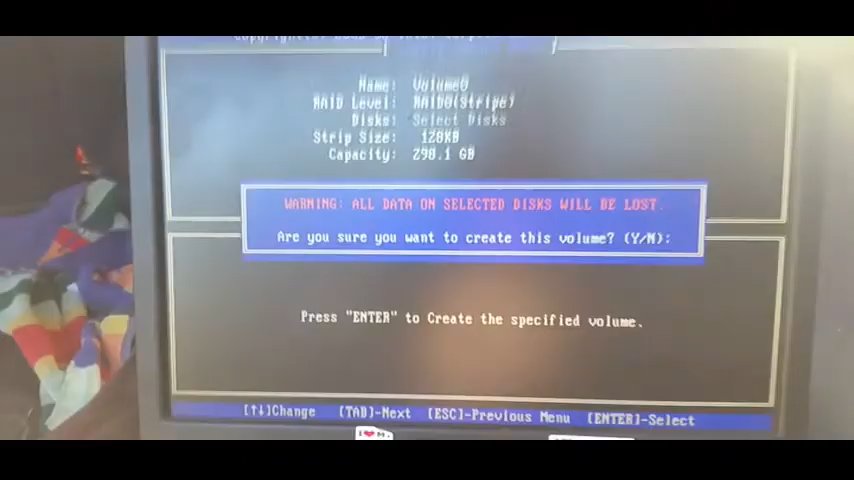 Name: Volume0
RAID Level: RAID0(Stripe)
Disks: Select Disks
Strip Size: 128KB
Capacity: 298.1 GB
WARNING: ALL DATA ON SELECTED DISKS WILL BE LOST.
Are you sure you want to create this volume? (Y/N):
Press "ENTER" to Create the specified volume.
[↑↓]Change [TAB]-Next [ESC]-Previous Menu [ENTER]-Select